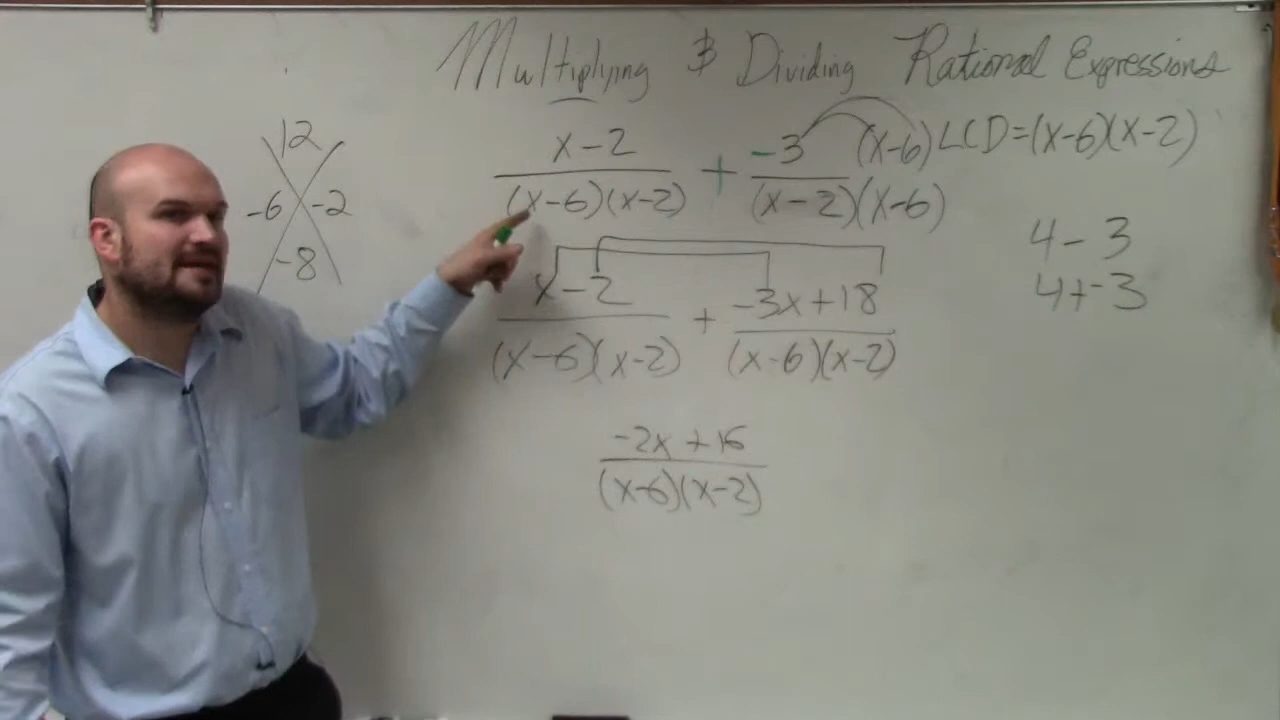 Multiplying & Dividing Rational Expressions
12
-6 -2
-8
x-2 / (x-6)(x-2) + -3 (x-6) / (x-2)(x-6)
LCD=(x-6)(x-2)
4-3
4+-3
x-2 / (x-6)(x-2) + -3x+18 / (x-6)(x-2)
-2x+16 / (x-6)(x-2)